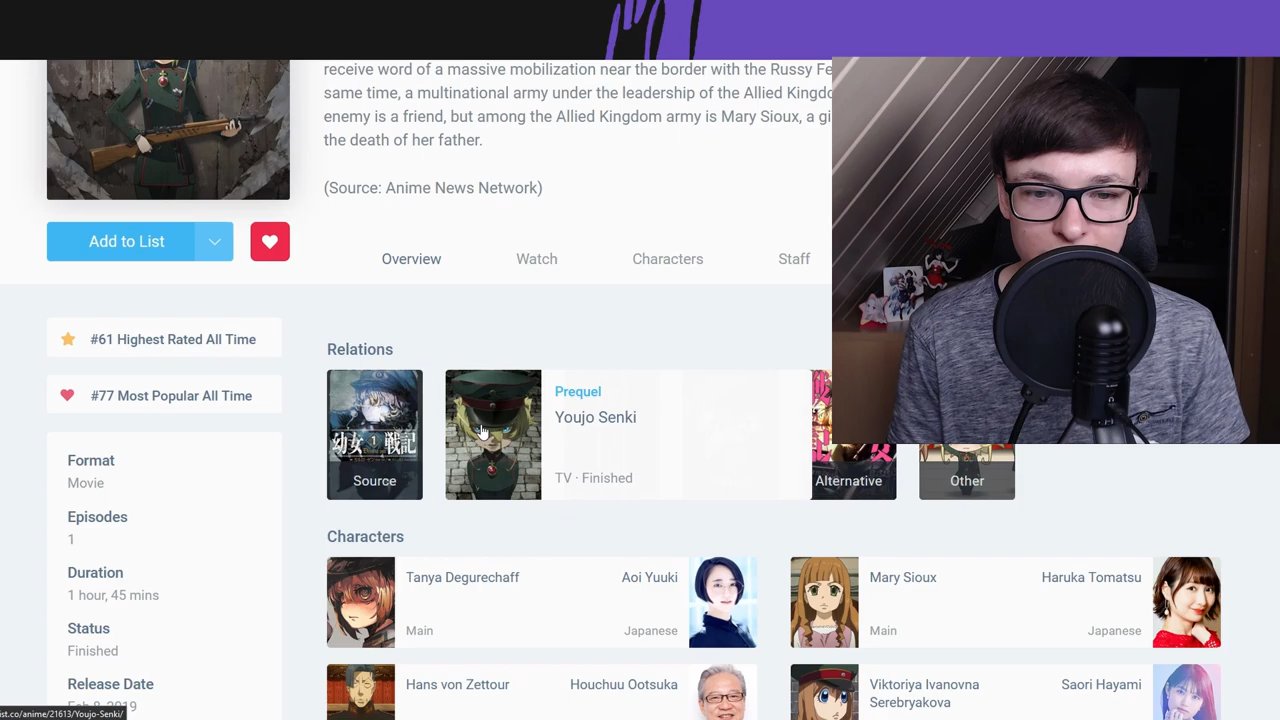 receive word of a massive mobilization near the border with the Russy Fe
same time, a multinational army under the leadership of the Allied Kingdo
enemy is a friend, but among the Allied Kingdom army is Mary Sioux, a gi
the death of her father.
(Source: Anime News Network)
Add to List
Overview Watch Characters Staff
#61 Highest Rated All Time
#77 Most Popular All Time
Format
Movie
Episodes
1
Duration
1 hour, 45 mins
Status
Finished
Release Date
Feb 8, 2019
Relations
幼女 1 戦記
Source
Prequel
Youjo Senki
TV · Finished
Alternative
Other
Characters
Tanya Degurechaff Aoi Yuuki
Main Japanese
Mary Sioux Haruka Tomatsu
Main Japanese
Hans von Zettour Houchuu Ootsuka
Viktoriya Ivanovna Saori Hayami
Serebryakova
ist.co/anime/21613/Youjo-Senki/